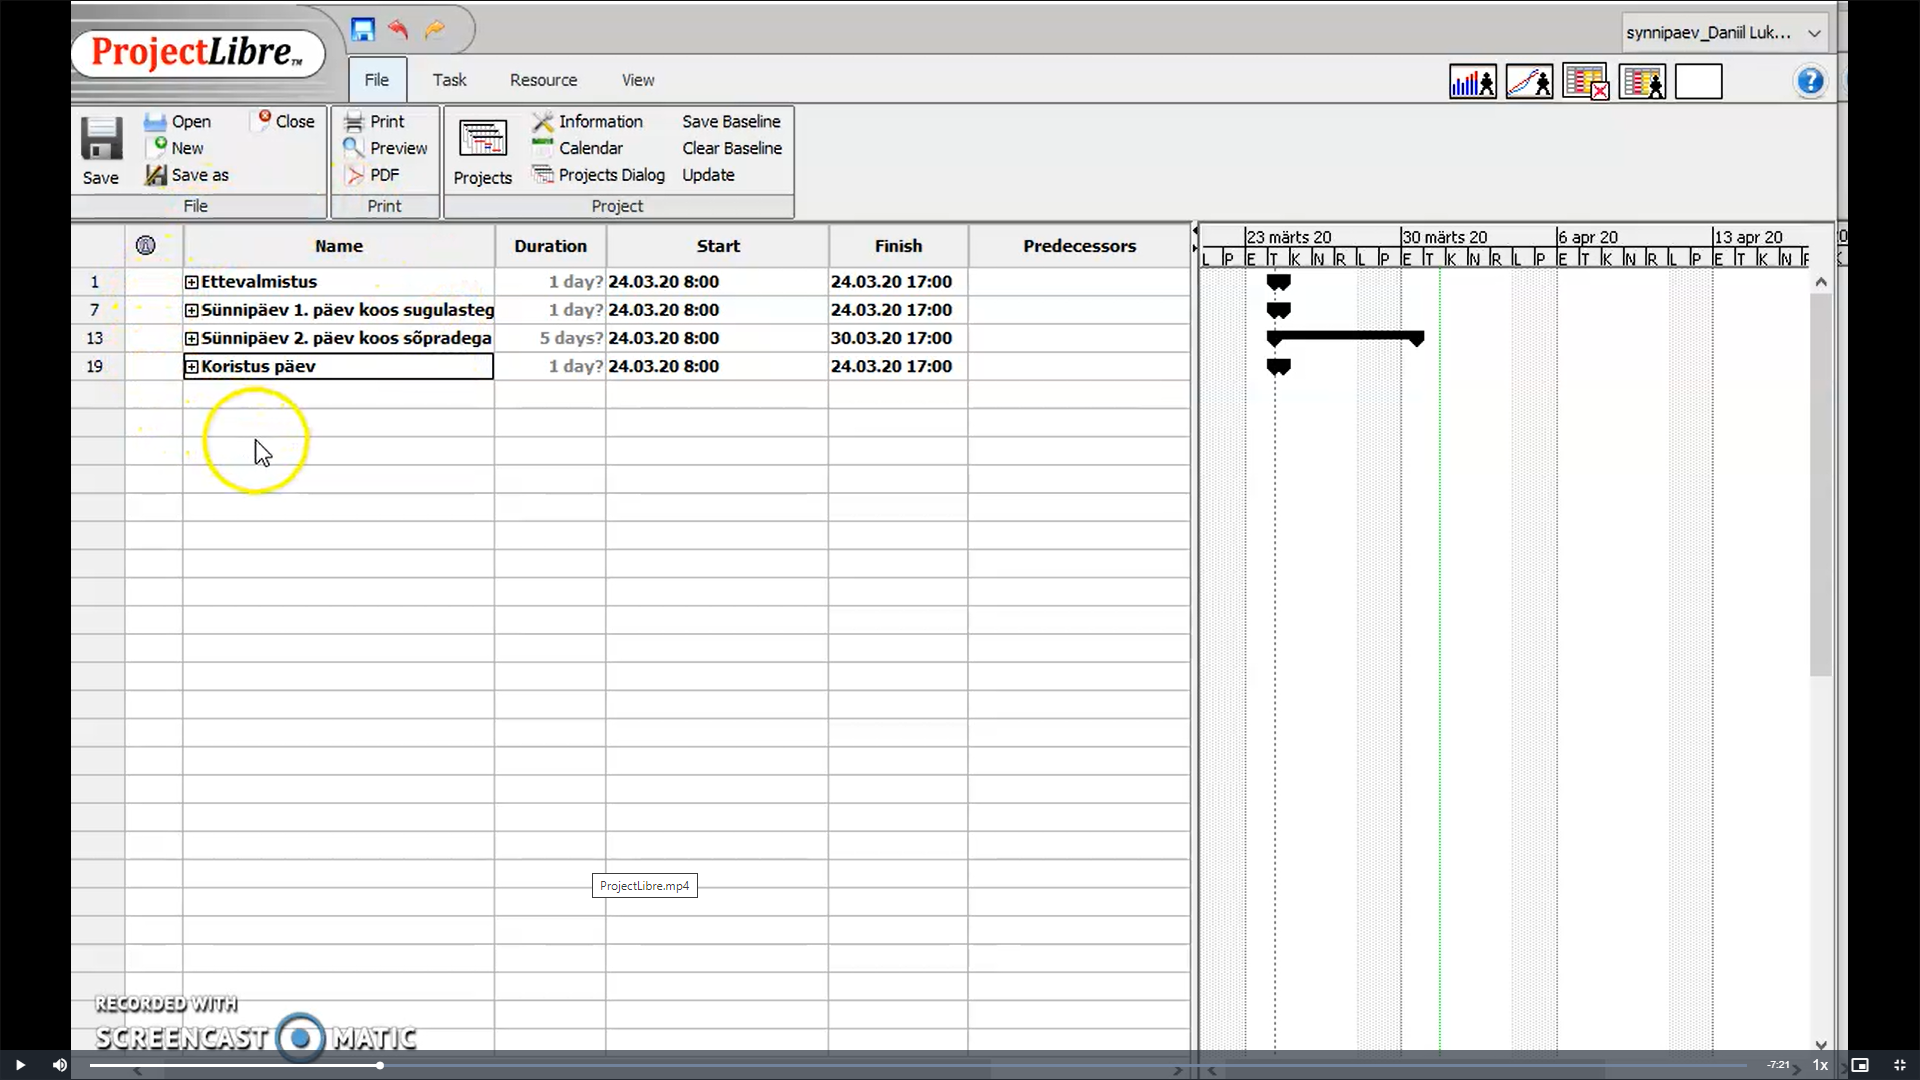 ProjectLibre™
synnipaev_Daniil Luk...
File Task Resource View
Save
Open
New
Save as
Close
File
Print
Preview
PDF
Print
Projects
Information
Calendar
Projects Dialog
Save Baseline
Clear Baseline
Update
Project
Name Duration Start Finish Predecessors
1 Ettevalmistus 1 day? 24.03.20 8:00 24.03.20 17:00
7 Sünnipäev 1. päev koos sugulasteg 1 day? 24.03.20 8:00 24.03.20 17:00
13 Sünnipäev 2. päev koos sõpradega 5 days? 24.03.20 8:00 30.03.20 17:00
19 Koristus päev 1 day? 24.03.20 8:00 24.03.20 17:00
23 märts 20 30 märts 20 6 apr 20 13 apr 20
L P E T K N R L P E T K N R L P E T K N R L P E T K N
ProjectLibre.mp4
RECORDED WITH
SCREENCAST MATIC
-7:21 1x